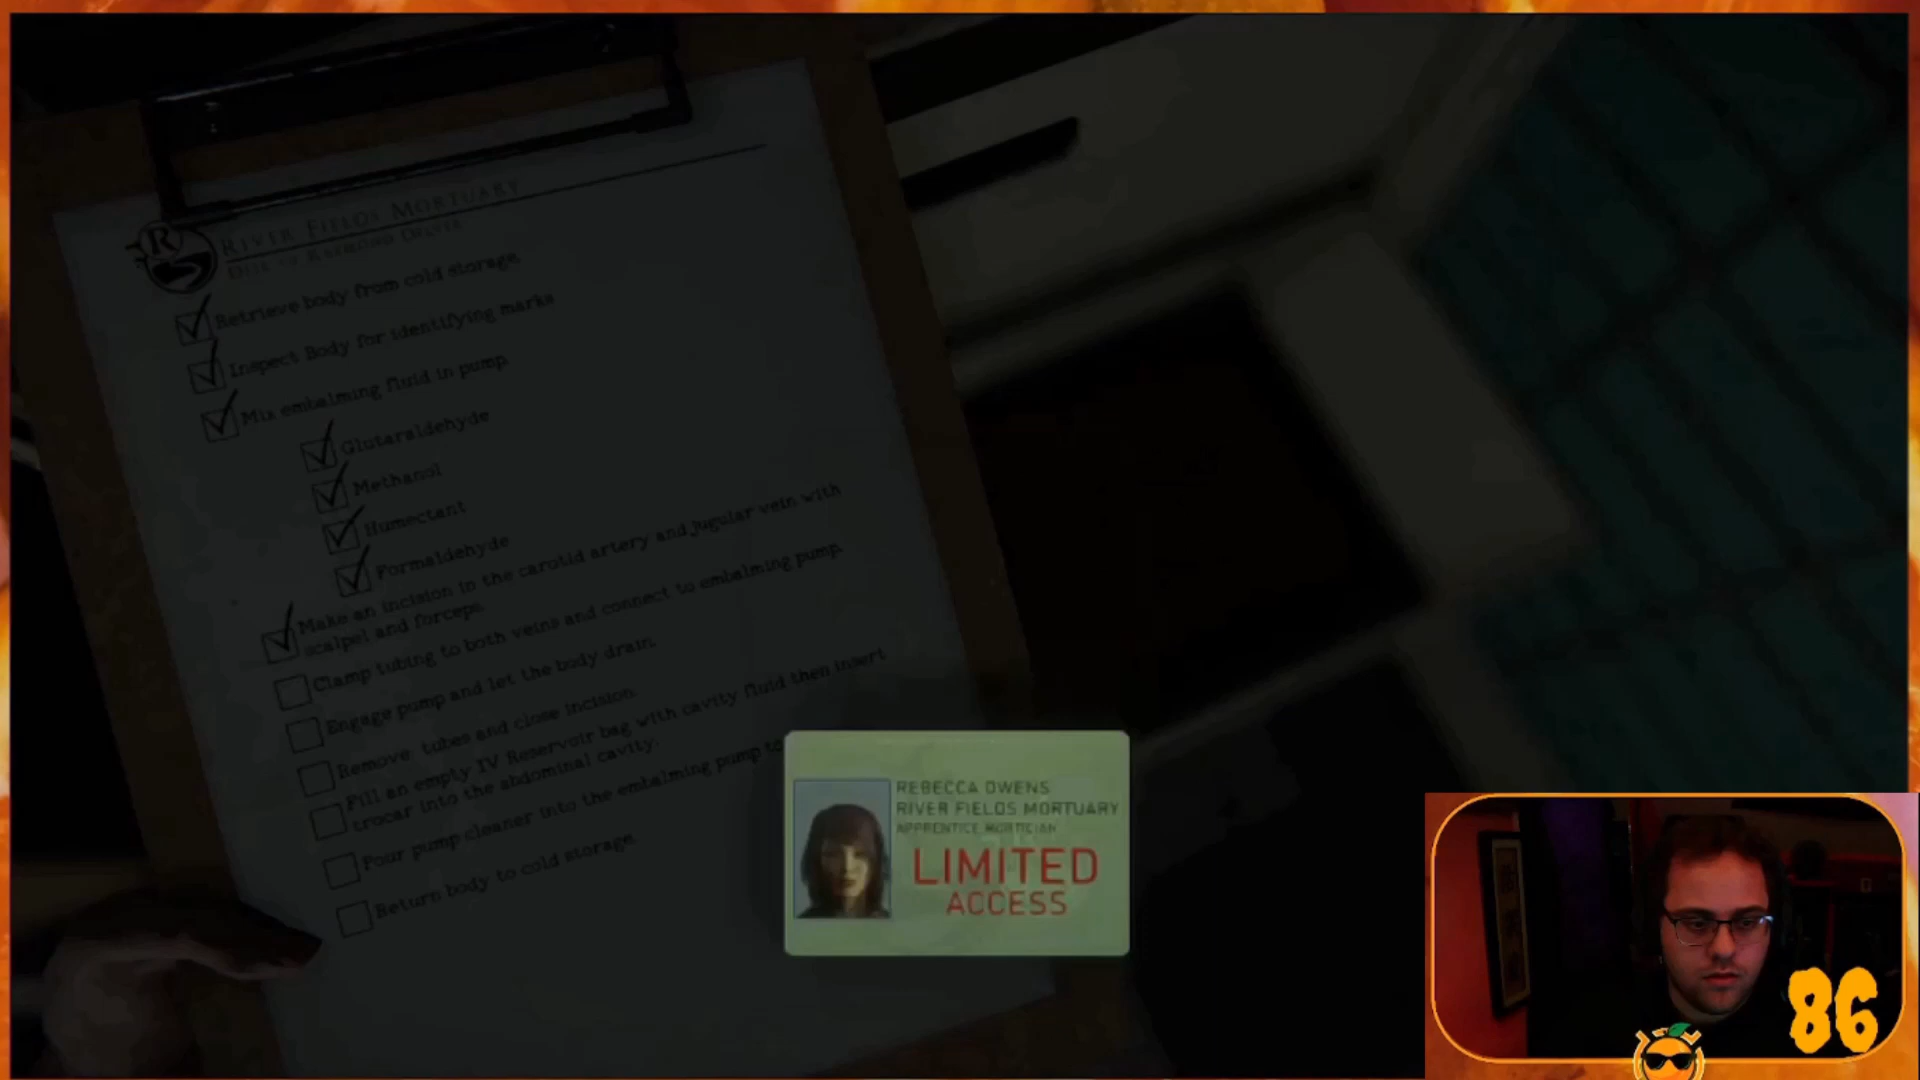 R
RIVER FIELDS MORTUARY
Retrieve body from cold storage.
Inspect Body for identifying marks
Mix embalming fluid in pump.
Glutaraldehyde
Methanol
Humectant
Formaldehyde
Make an incision in the carotid artery and jugular vein with
scalpel and forceps.
Clamp tubing to both veins and connect to embalming pump.
Engage pump and let the body drain.
Remove tubes and close incision.
Fill an empty IV Reservoir bag with cavity fluid then insert
trocar into the abdominal cavity.
Pour pump cleaner into the embalming pump to
Return body to cold storage.
REBECCA OWENS
RIVER FIELDS MORTUARY
APPRENTICE MORTICIAN
LIMITED
ACCESS
86